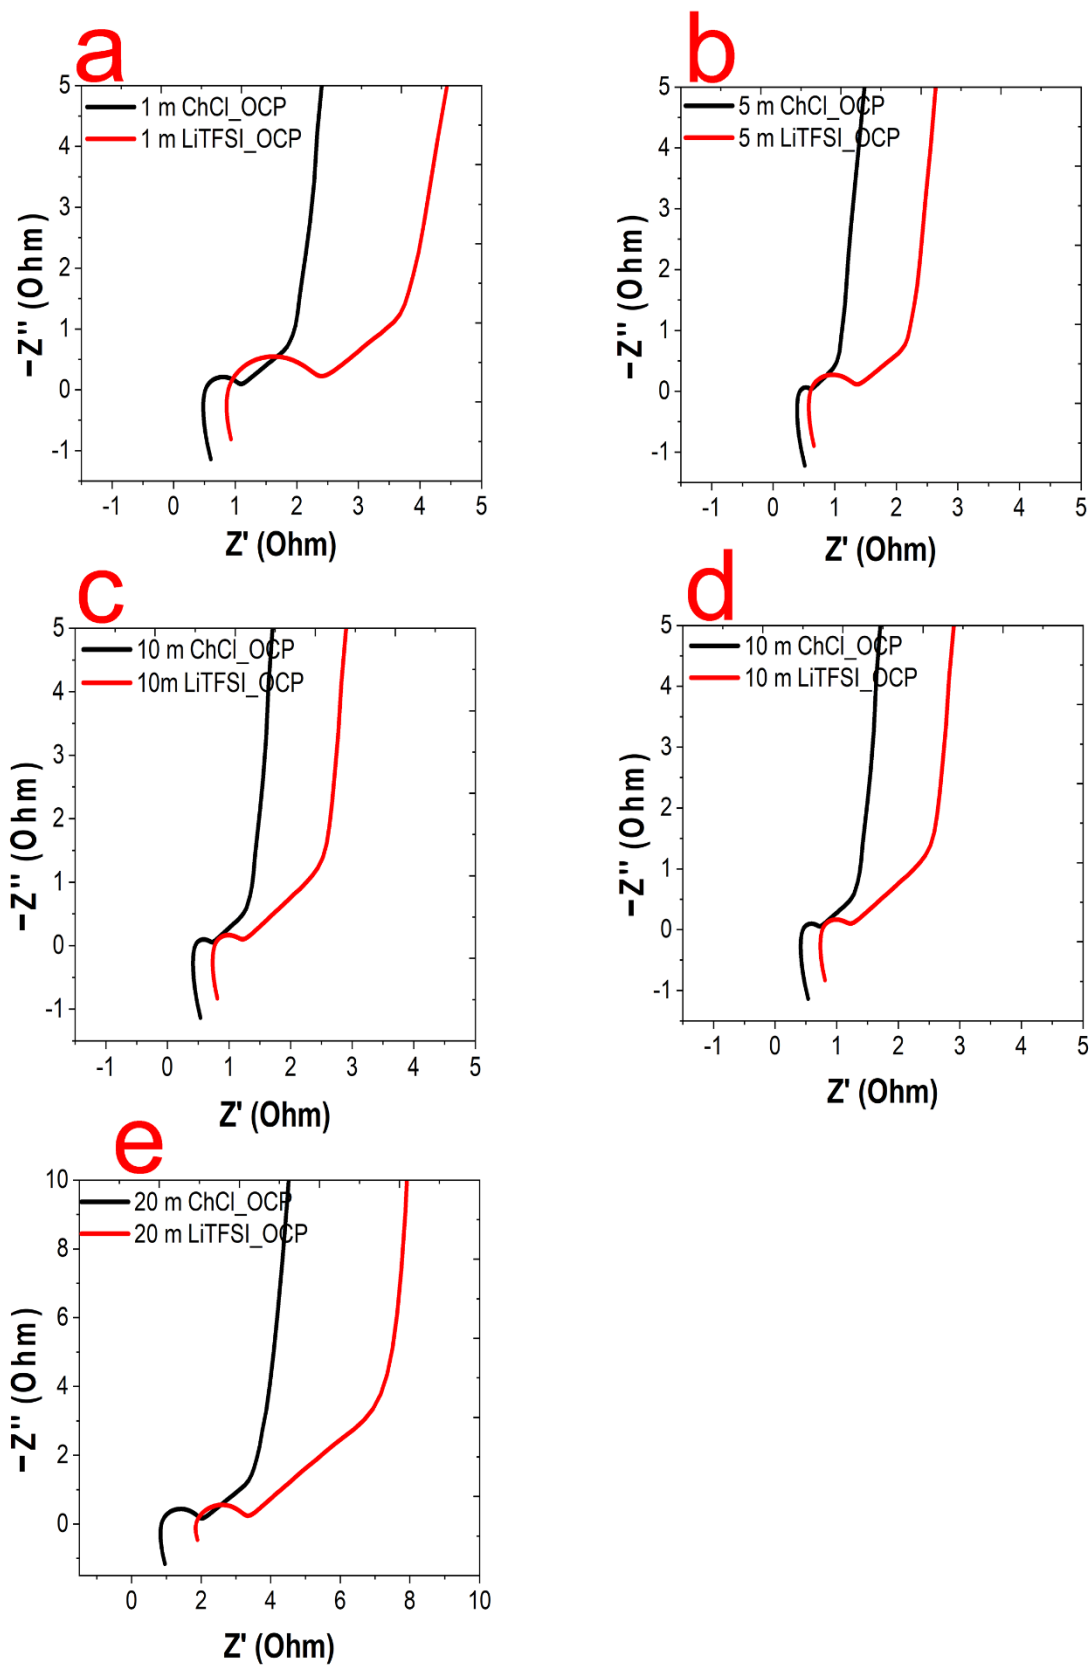 a
5
4
3
2
1
0
-1
-1 0 1 2 3 4 5
1 m ChCl_OCP
1 m LiTFSI_OCP
−Z'' (Ohm)
Z' (Ohm)
b
5
4
3
2
1
0
-1
-1 0 1 2 3 4 5
5 m ChCl_OCP
5 m LiTFSI_OCP
−Z'' (Ohm)
Z' (Ohm)
c
5
4
3
2
1
0
-1
-1 0 1 2 3 4 5
10 m ChCl_OCP
10m LiTFSI_OCP
−Z'' (Ohm)
Z' (Ohm)
d
5
4
3
2
1
0
-1
-1 0 1 2 3 4 5
10 m ChCl_OCP
10 m LiTFSI_OCP
−Z'' (Ohm)
Z' (Ohm)
e
10
8
6
4
2
0
0 2 4 6 8 10
20 m ChCl_OCP
20 m LiTFSI_OCP
−Z'' (Ohm)
Z' (Ohm)